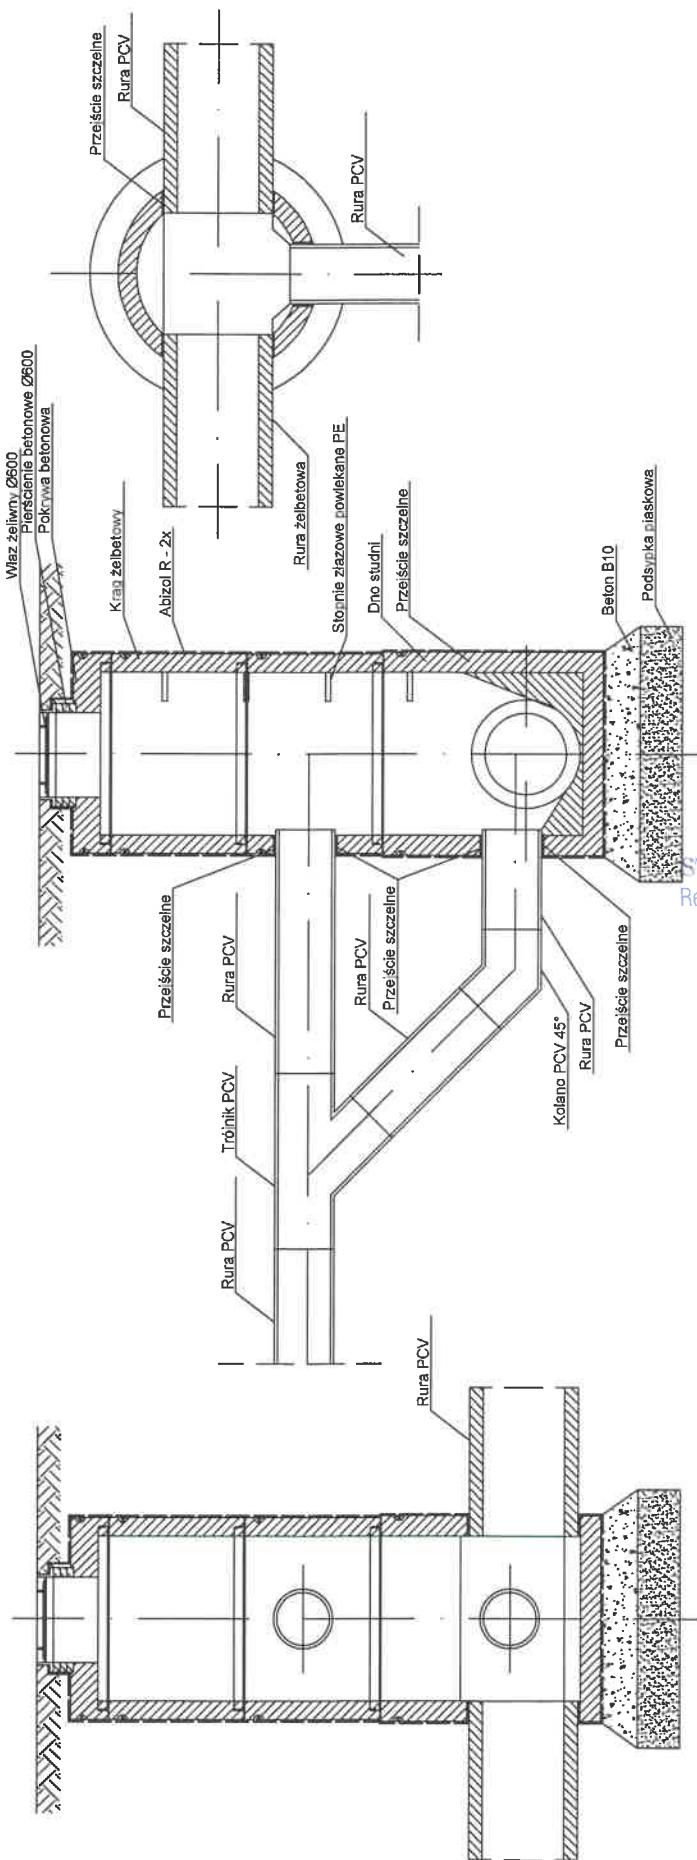 Przejście szczelne
Rura PCV
Rura PCV
Rura żelbetowa
Właz żeliwny Ø600
Pierścienie betonowe Ø600
Pokrywa betonowa
Krąg żelbetowy
Abizol R - 2x
Stopnie złazowe powlekane PE
Dno studni
Przejście szczelne
Beton B10
Podsypka piaskowa
Przejście szczelne
Rura PCV
Rura PCV
Przejście szczelne
Trójnik PCV
Rura PCV
Kolano PCV 45°
Rura PCV
Przejście szczelne
Rura PCV